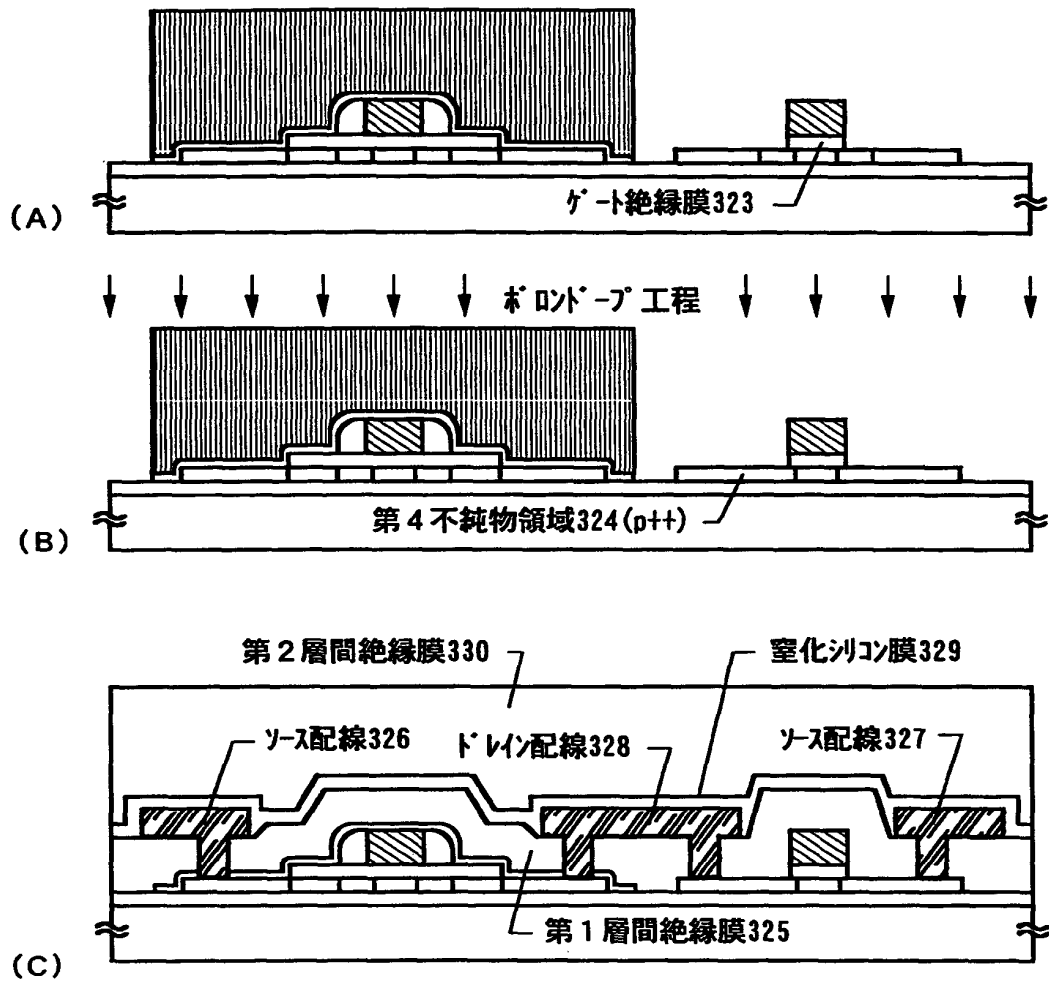 ゲート絶縁膜323
(A)
ボロンドープ工程
第4不純物領域324(p++)
(B)
第2層間絶縁膜330
窒化シリコン膜329
ソース配線326
ドレイン配線328
ソース配線327
第1層間絶縁膜325
(C)